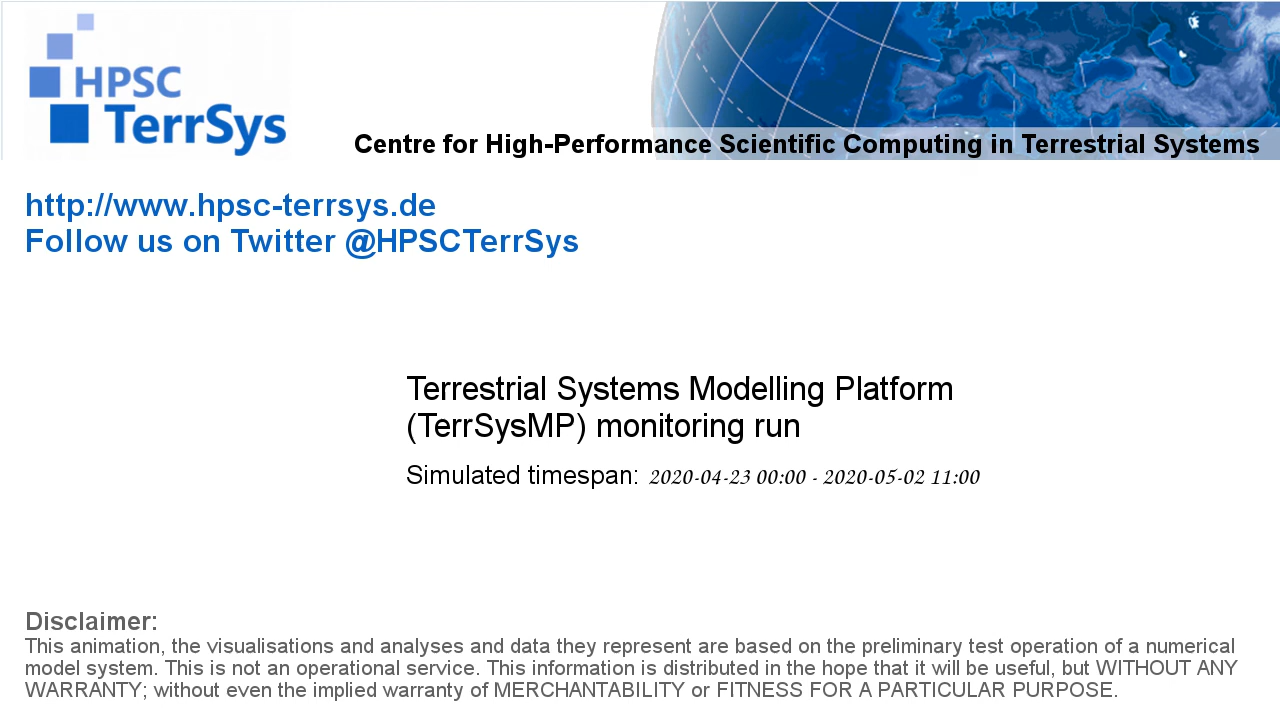 HPSC
TerrSys
Centre for High-Performance Scientific Computing in Terrestrial Systems
http://www.hpsc-terrsys.de
Follow us on Twitter @HPSCTerrSys
Terrestrial Systems Modelling Platform
(TerrSysMP) monitoring run
Simulated timespan: 2020-04-23 00:00 - 2020-05-02 11:00
Disclaimer:
This animation, the visualisations and analyses and data they represent are based on the preliminary test operation of a numerical
model system. This is not an operational service. This information is distributed in the hope that it will be useful, but WITHOUT ANY
WARRANTY; without even the implied warranty of MERCHANTABILITY or FITNESS FOR A PARTICULAR PURPOSE.